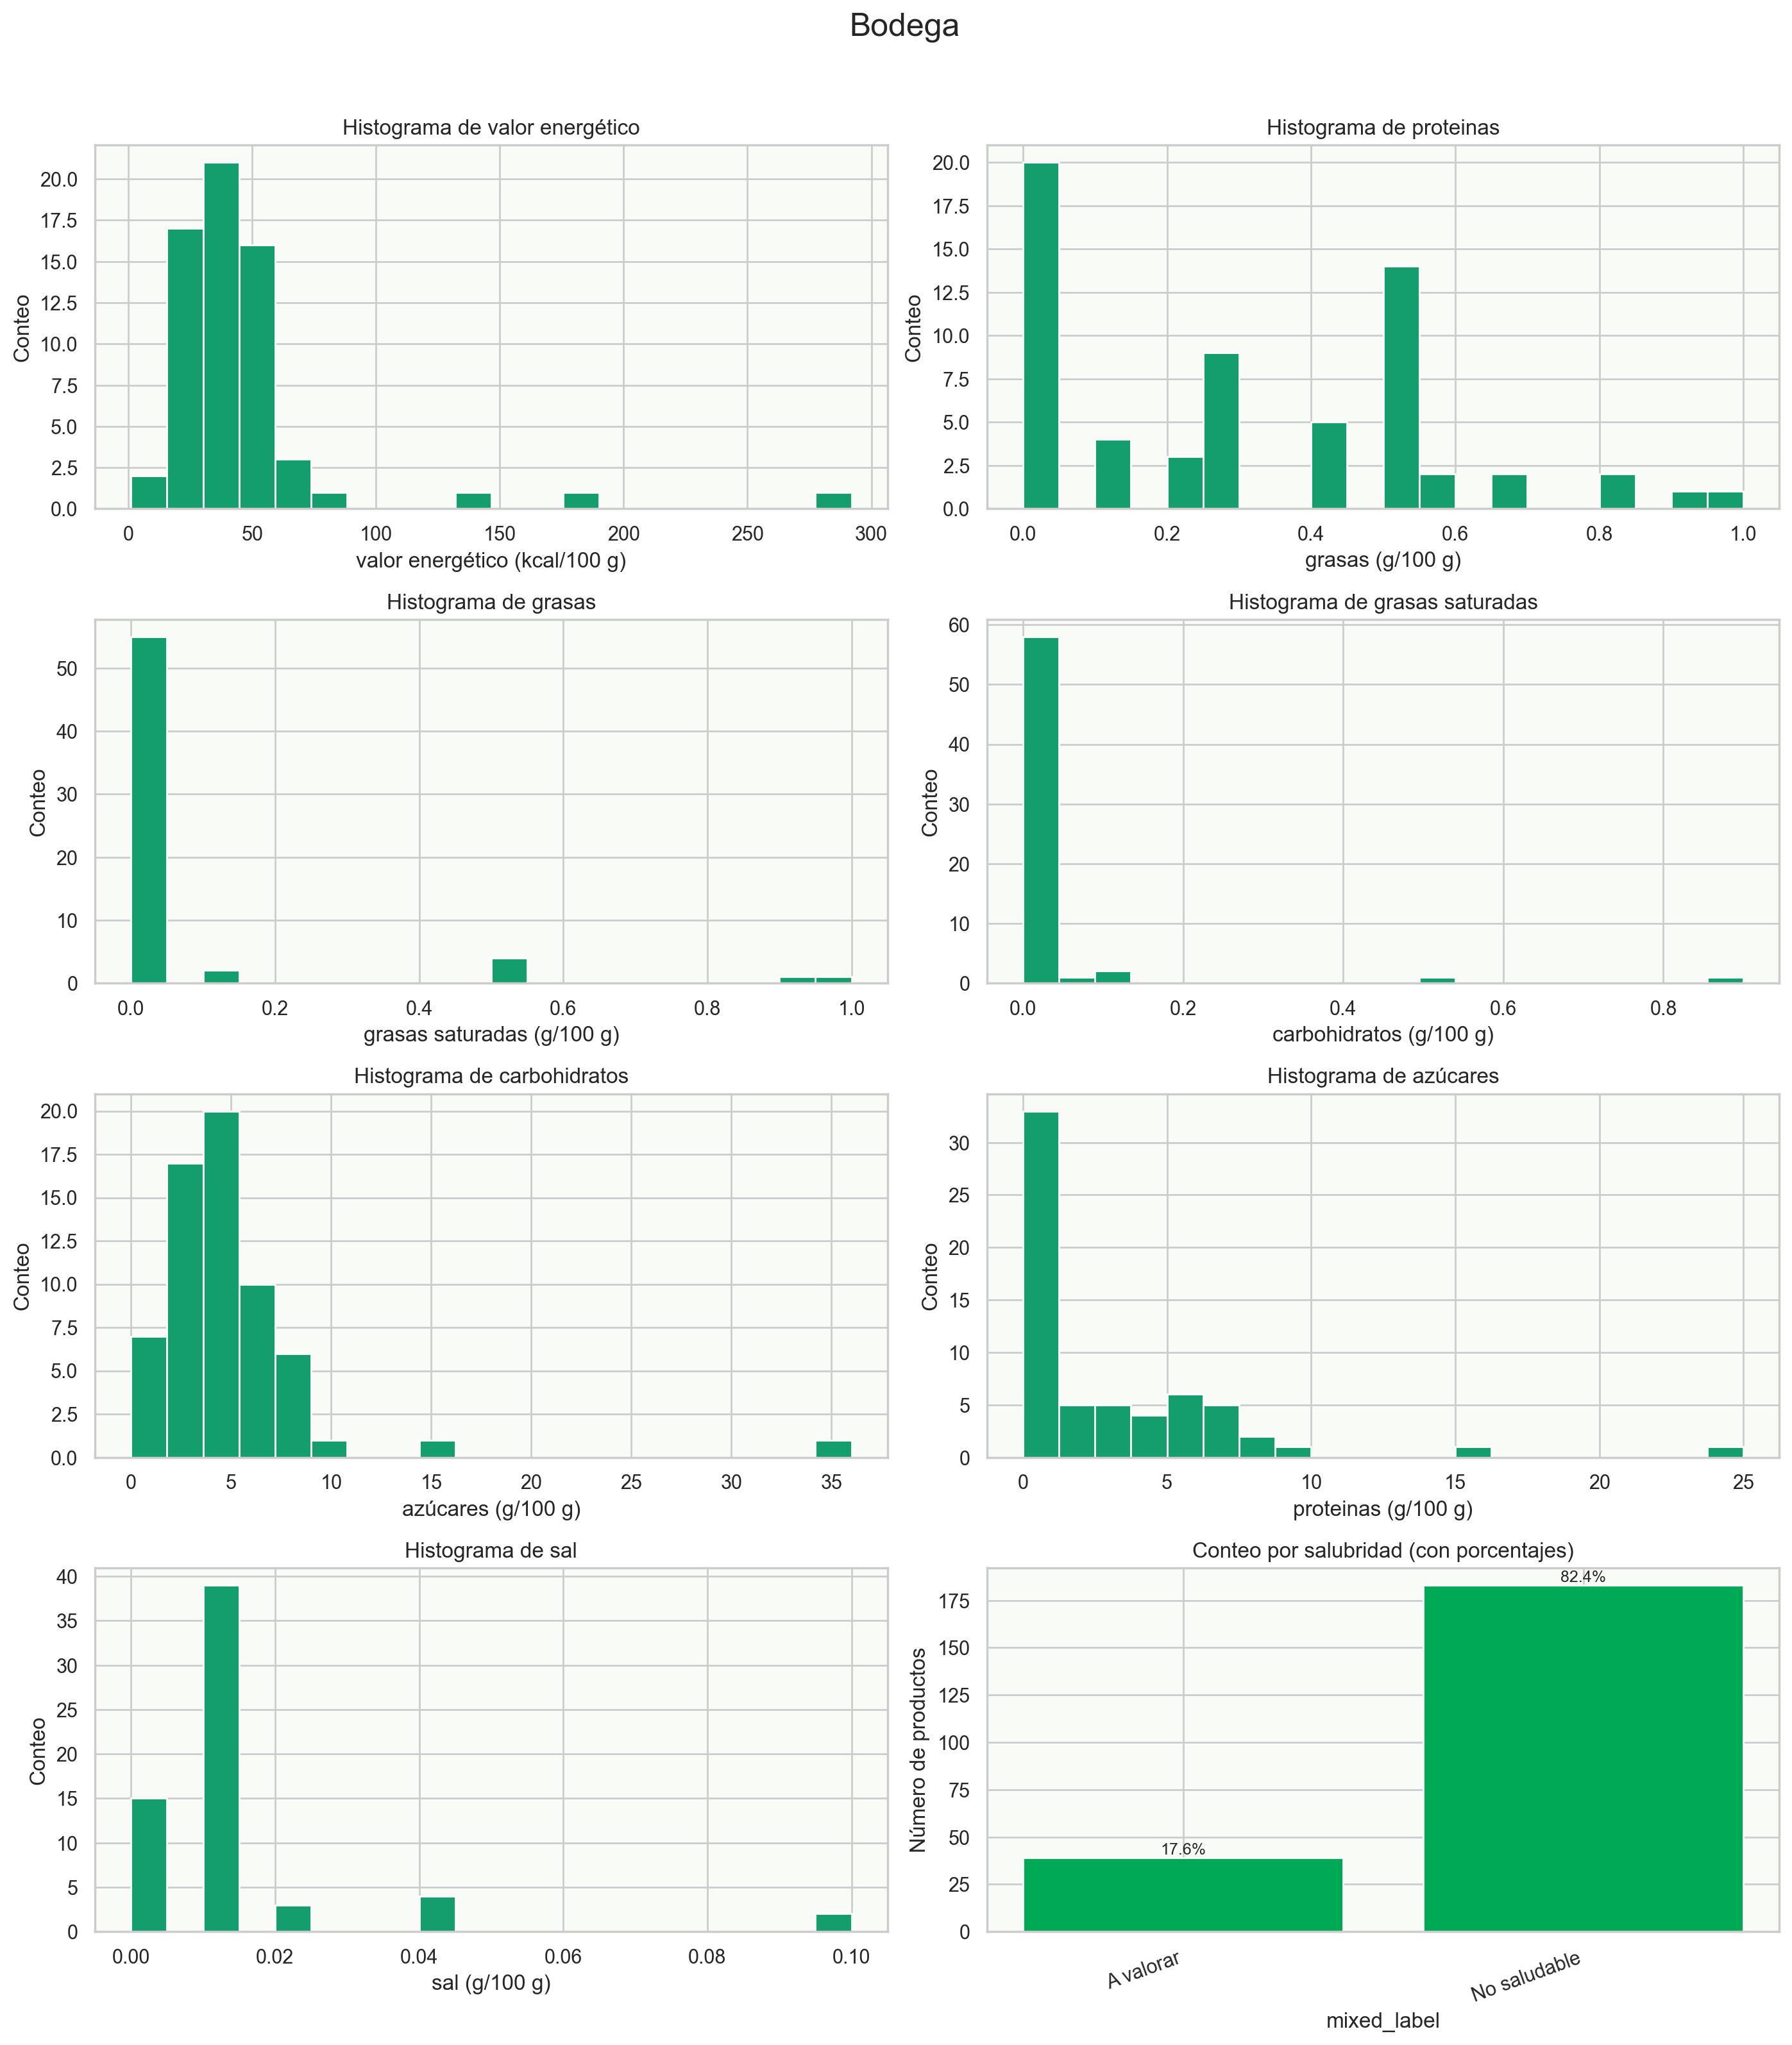 Bodega
Histograma de valor energético
20.0
17.5
15.0
12.5
10.0
7.5
5.0
2.5
0.0
Conteo
0 50 100 150 200 250 300
valor energético (kcal/100 g)
Histograma de proteinas
20.0
17.5
15.0
12.5
10.0
7.5
5.0
2.5
0.0
Conteo
0.0 0.2 0.4 0.6 0.8 1.0
grasas (g/100 g)
Histograma de grasas
50
40
30
20
10
0
Conteo
0.0 0.2 0.4 0.6 0.8 1.0
grasas saturadas (g/100 g)
Histograma de grasas saturadas
60
50
40
30
20
10
0
Conteo
0.0 0.2 0.4 0.6 0.8
carbohidratos (g/100 g)
Histograma de carbohidratos
20.0
17.5
15.0
12.5
10.0
7.5
5.0
2.5
0.0
Conteo
0 5 10 15 20 25 30 35
azúcares (g/100 g)
Histograma de azúcares
30
25
20
15
10
5
0
Conteo
0 5 10 15 20 25
proteinas (g/100 g)
Histograma de sal
40
35
30
25
20
15
10
5
0
Conteo
0.00 0.02 0.04 0.06 0.08 0.10
sal (g/100 g)
Conteo por salubridad (con porcentajes)
82.4%
17.6%
175
150
125
100
75
50
25
0
Número de productos
A valorar
No saludable
mixed_label